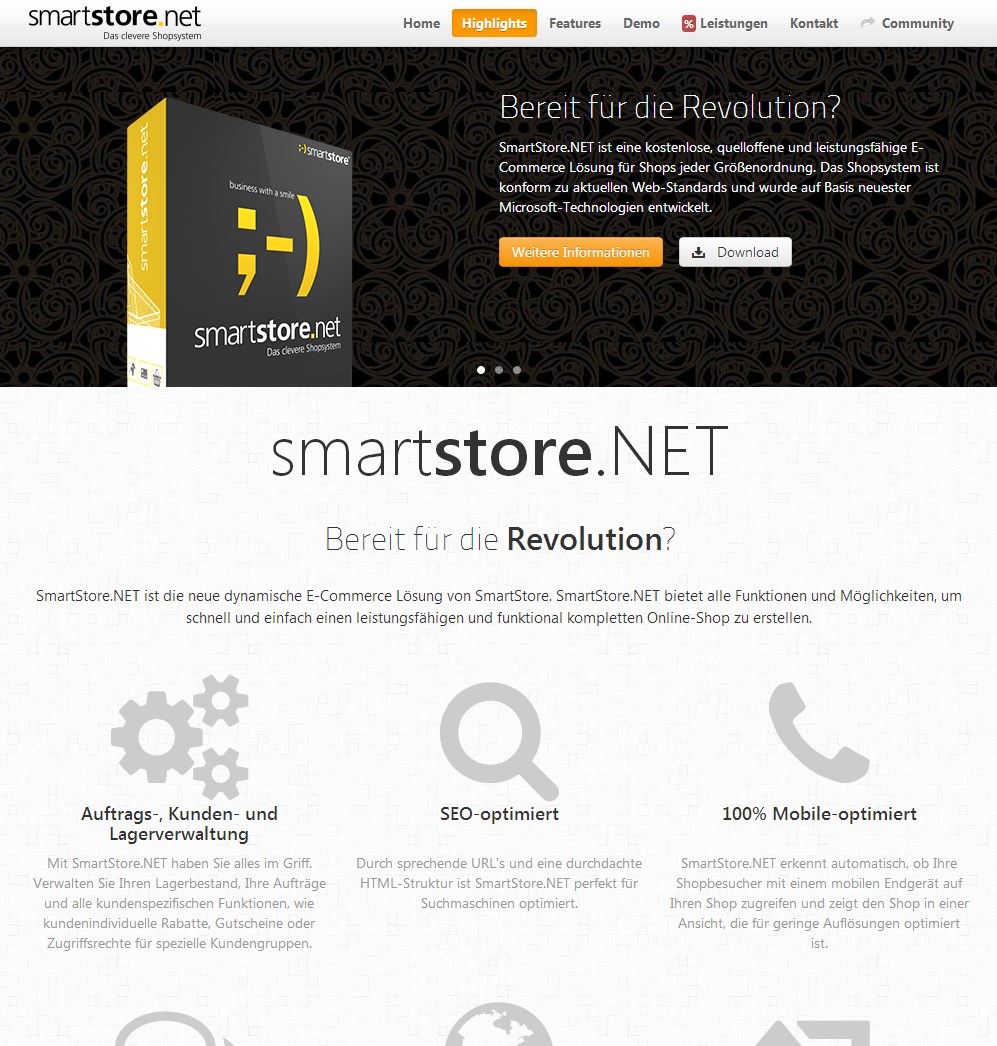 smartstore.net
Das clevere Shopsystem
Home Highlights Features Demo % Leistungen Kontakt Community
Bereit für die Revolution?
SmartStore.NET ist eine kostenlose, quelloffene und leistungsfähige E-
Commerce Lösung für Shops jeder Größenordnung. Das Shopsystem ist
konform zu aktuellen Web-Standards und wurde auf Basis neuester
Microsoft-Technologien entwickelt.
Weitere Informationen Download
smartstore.net
:-) smartstore
business with a smile
;-)
smartstore.net
Das clevere Shopsystem
smartstore.NET
Bereit für die Revolution?
SmartStore.NET ist die neue dynamische E-Commerce Lösung von SmartStore. SmartStore.NET bietet alle Funktionen und Möglichkeiten, um
schnell und einfach einen leistungsfähigen und funktional kompletten Online-Shop zu erstellen.
Auftrags-, Kunden- und
Lagerverwaltung
Mit SmartStore.NET haben Sie alles im Griff.
Verwalten Sie Ihren Lagerbestand, Ihre Aufträge
und alle kundenspezifischen Funktionen, wie
kundenindividuelle Rabatte, Gutscheine oder
Zugriffsrechte für spezielle Kundengruppen.
SEO-optimiert
Durch sprechende URL's und eine durchdachte
HTML-Struktur ist SmartStore.NET perfekt für
Suchmaschinen optimiert.
100% Mobile-optimiert
SmartStore.NET erkennt automatisch, ob Ihre
Shopbesucher mit einem mobilen Endgerät auf
Ihren Shop zugreifen und zeigt den Shop in einer
Ansicht, die für geringe Auflösungen optimiert
ist.